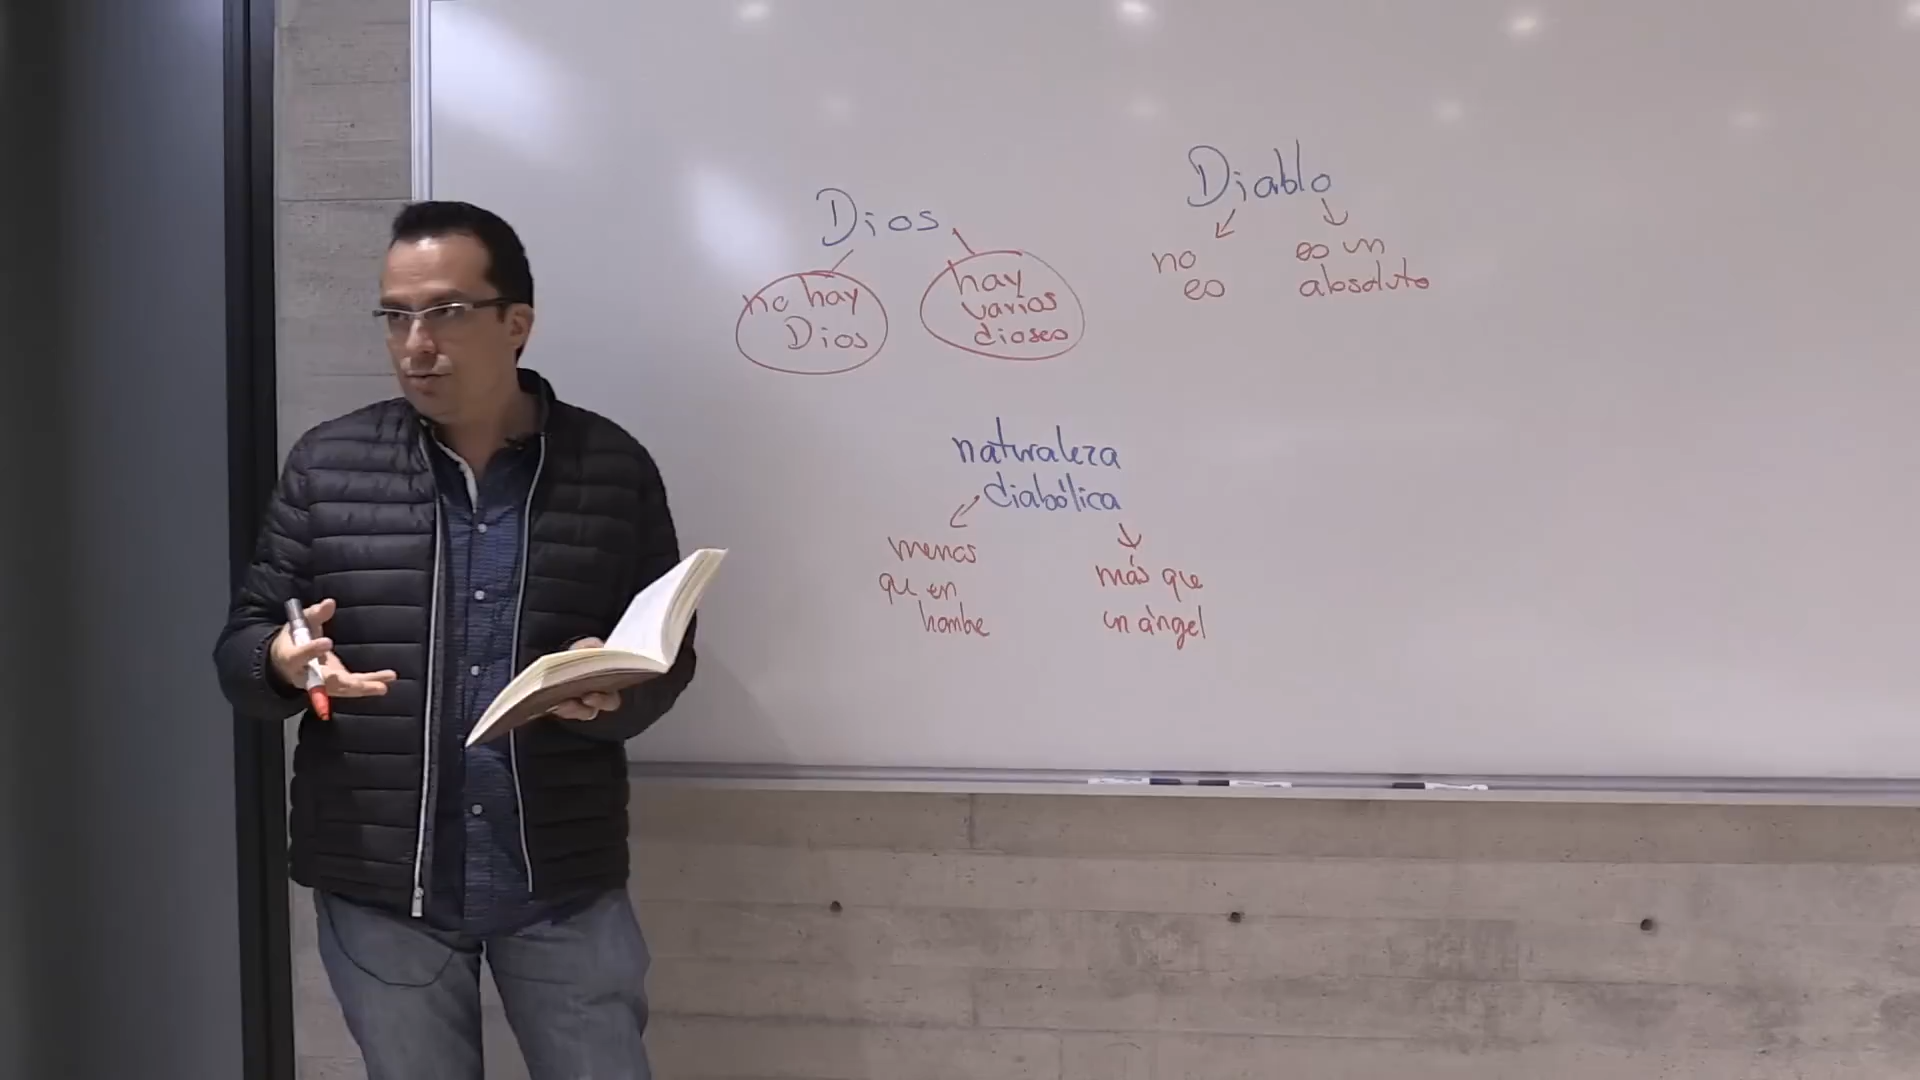 Dios
no hay
Dios
hay
varios
dioses
Diablo
no
es
es un
absoluto
naturaleza
diabólica
menos
que un
hombre
más que
un ángel